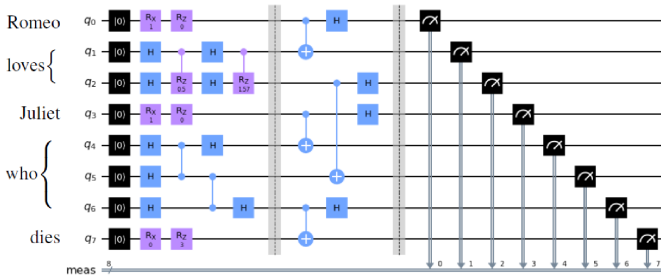 Romeo q0 |0⟩ RX 1 RZ 0 H
loves { q1 |0⟩ H H
q2 |0⟩ H RZ 0.5 H RZ 1.57 H
Juliet q3 |0⟩ RX 1 RZ 0 H
who { q4 |0⟩ H H
q5 |0⟩ H
q6 |0⟩ H H H
dies q7 |0⟩ RX 0 RZ 3
meas 8 0 1 2 3 4 5 6 7